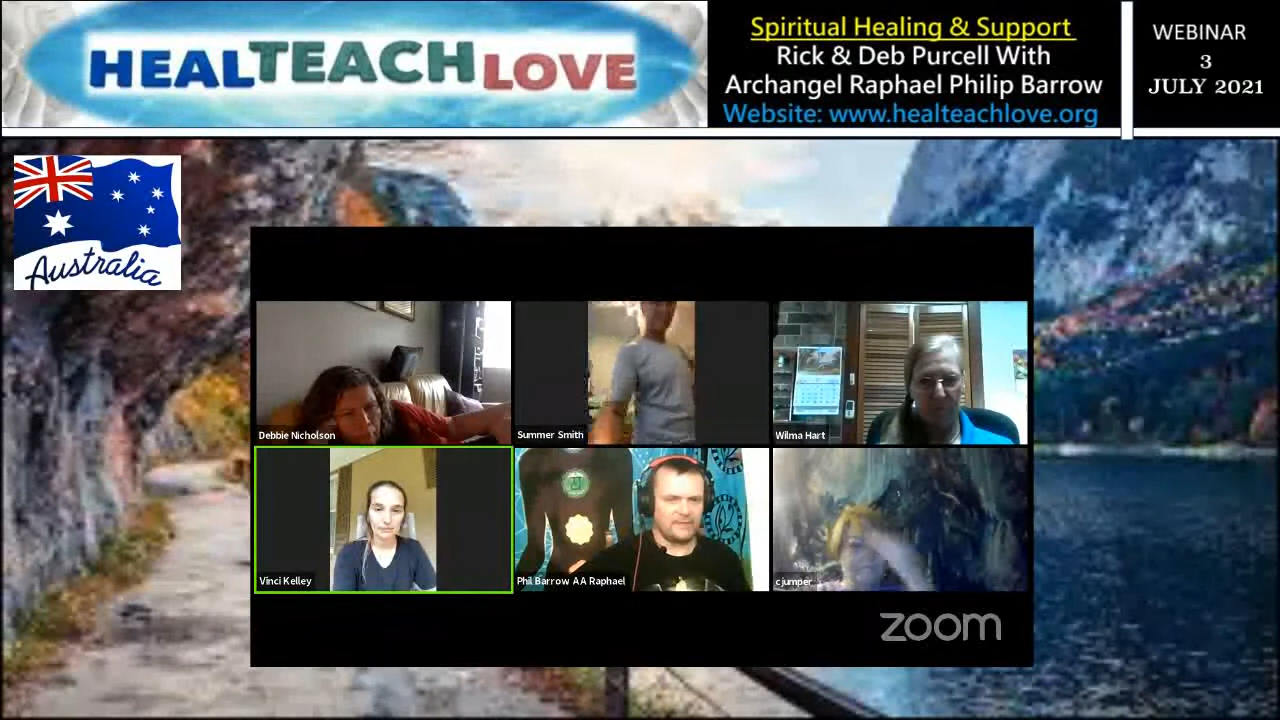 HEALTEACHLOVE
Spiritual Healing & Support
Rick & Deb Purcell With
Archangel Raphael Philip Barrow
Website: www.healteachlove.org
WEBINAR
3
JULY 2021
Australia
Debbie Nicholson
Summer Smith
Wilma Hart
Vinci Kelley
Phil Barrow AA Raphael
cjumper
zoom